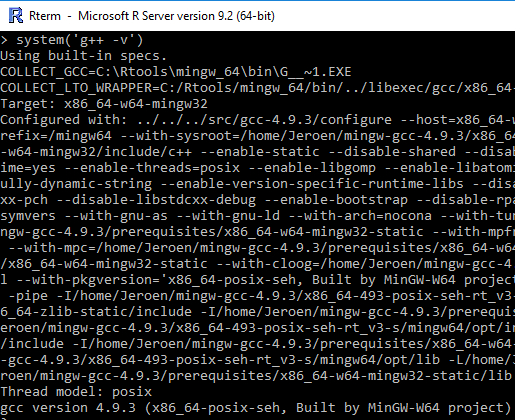 Rterm - Microsoft R Server version 9.2 (64-bit)
> system('g++ -v')
Using built-in specs.
COLLECT_GCC=C:\Rtools\mingw_64\bin\G__~1.EXE
COLLECT_LTO_WRAPPER=C:/Rtools/mingw_64/bin/../libexec/gcc/x86_64
Target: x86_64-w64-mingw32
Configured with: ../../../src/gcc-4.9.3/configure --host=x86_64-w
refix=/mingw64 --with-sysroot=/home/Jeroen/mingw-gcc-4.9.3/x86_64
-w64-mingw32/include/c++ --enable-static --disable-shared --disab
ime=yes --enable-threads=posix --enable-libgomp --enable-libatomi
ully-dynamic-string --enable-version-specific-runtime-libs --disa
xx-pch --disable-libstdcxx-debug --enable-bootstrap --disable-rpa
symvers --with-gnu-as --with-gnu-ld --with-arch=nocona --with-tun
ngw-gcc-4.9.3/prerequisites/x86_64-w64-mingw32-static --with-mpfr
--with-mpc=/home/Jeroen/mingw-gcc-4.9.3/prerequisites/x86_64-w64
/x86_64-w64-mingw32-static --with-cloog=/home/Jeroen/mingw-gcc-4
l --with-pkgversion='x86_64-posix-seh, Built by MinGW-W64 project
-pipe -I/home/Jeroen/mingw-gcc-4.9.3/x86_64-493-posix-seh-rt_v3-
6_64-zlib-static/include -I/home/Jeroen/mingw-gcc-4.9.3/prerequis
eroen/mingw-gcc-4.9.3/x86_64-493-posix-seh-rt_v3-s/mingw64/opt/in
/include -I/home/Jeroen/mingw-gcc-4.9.3/prerequisites/x86_64-w64-
-gcc-4.9.3/x86_64-493-posix-seh-rt_v3-s/mingw64/opt/lib -L/home/J
roen/mingw-gcc-4.9.3/prerequisites/x86_64-w64-mingw32-static/lib
Thread model: posix
gcc version 4.9.3 (x86_64-posix-seh, Built by MinGW-W64 project)